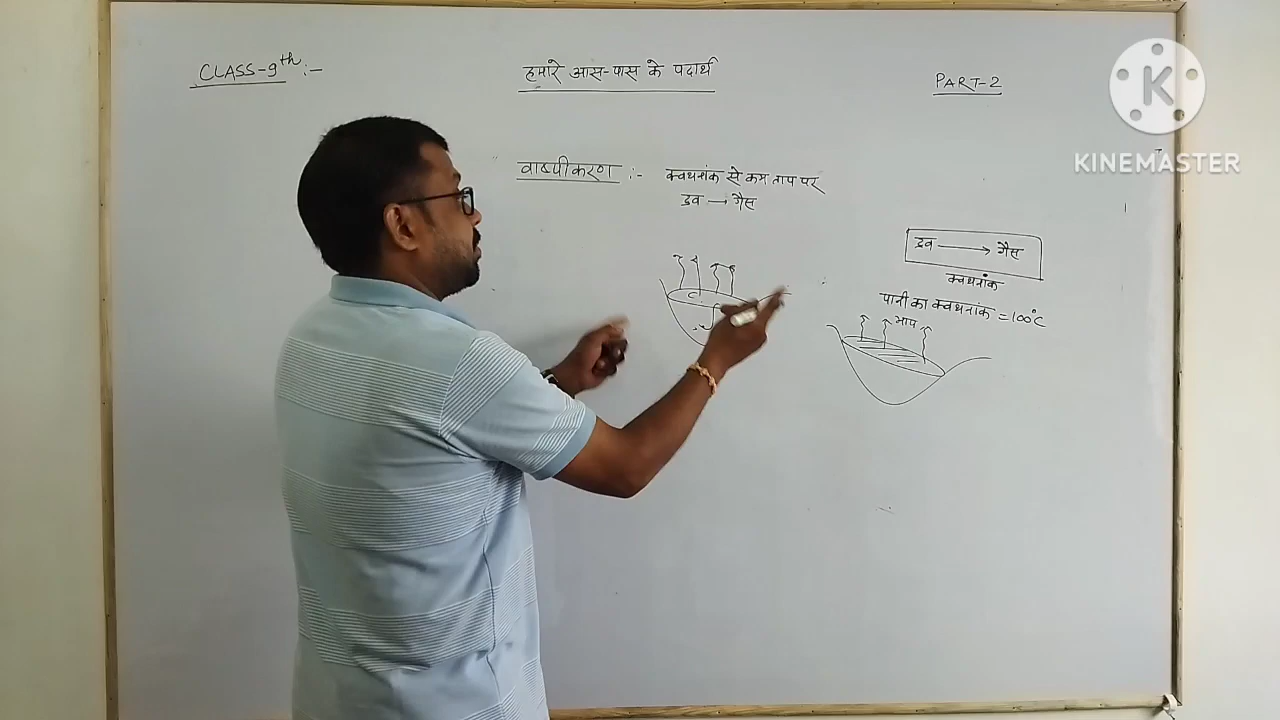 CLASS-9th :-
हमारे आस-पास के पदार्थ
PART-2
K
KINEMASTER
वाष्पीकरण :- क्वथनांक से कम ताप पर
द्रव → गैस
द्रव → गैस
क्वथनांक
पानी का क्वथनांक = 100°C
भाप